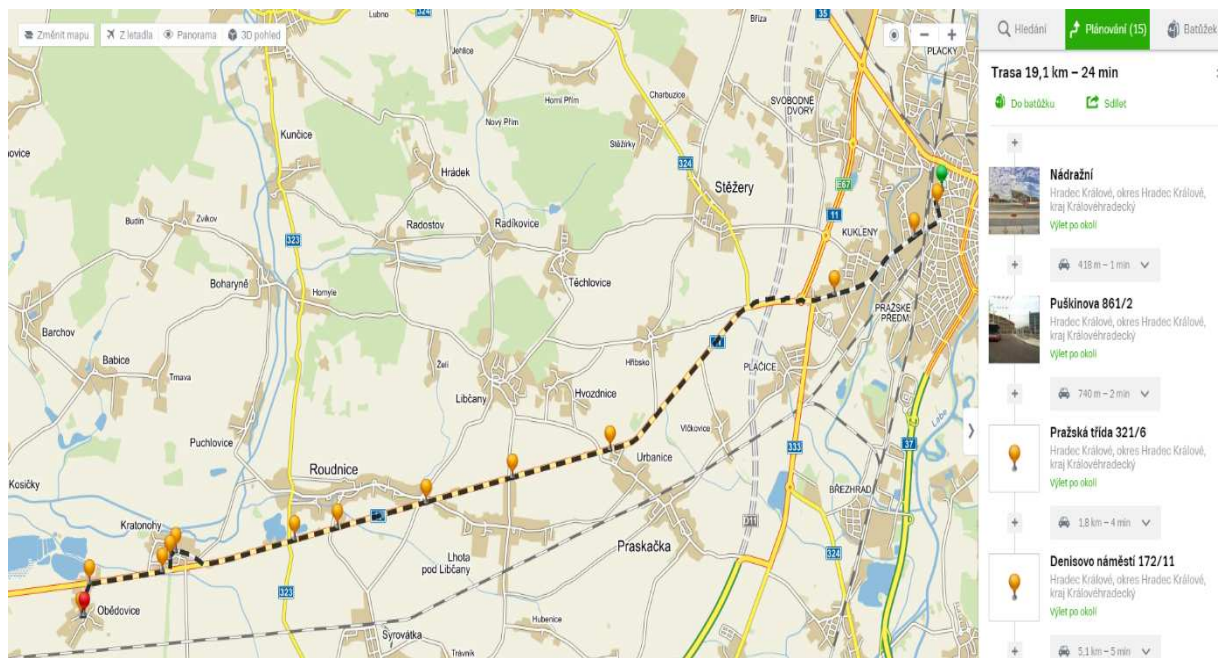 Změnit mapu
Z letadla
Panorama
3D pohled
Hledání
Plánování (15)
Batůžek
Trasa 19,1 km – 24 min
Do batůžku
Sdílet
Nádražní
Hradec Králové, okres Hradec Králové,
kraj Královéhradecký
Výlet po okolí
418 m – 1 min
Puškinova 861/2
Hradec Králové, okres Hradec Králové,
kraj Královéhradecký
Výlet po okolí
740 m – 2 min
Pražská třída 321/6
Hradec Králové, okres Hradec Králové,
kraj Královéhradecký
Výlet po okolí
1,8 km – 4 min
Denisovo náměstí 172/11
Hradec Králové, okres Hradec Králové,
kraj Královéhradecký
Výlet po okolí
5,1 km – 5 min
Lubno
324
Bříza
35
PLÁCKY
Jehlice
Horní Přím
Charbuzice
SVOBODNÉ
DVORY
Nový Přím
Kunčice
Stěžírky
324
Hrádek
Stěžery
E67
11
Budín
Zvíkov
Radostov
Radíkovice
KUKLENY
323
Boharyně
Homyle
Těchlovice
Barchov
PRAŽSKÉ
PŘEDM.
Babice
Trnava
Želí
Hřibsko
PLAČICE
Libčany
Hvozdnice
Vlčkovice
Labe
Puchlovice
333
37
Roudnice
Urbanice
Kosičky
BŘEZHRAD
Kratonohy
D11
Praskačka
324
Lhota
pod Libčany
323
Obědovice
Syrovátka
Hubenice
Trávník